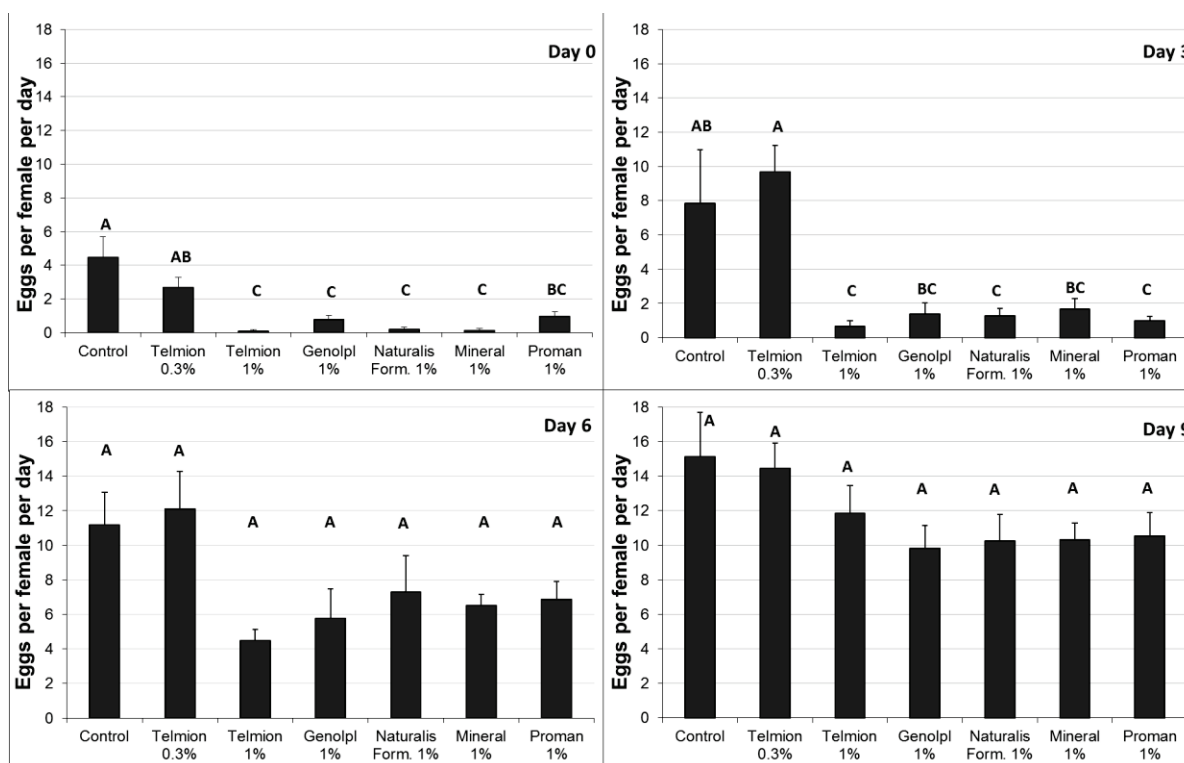 Day 0
Eggs per female per day
18
16
14
12
10
8
6
4
2
0
A
AB
C
C
C
C
BC
Control Telmion Telmion Genolpl Naturalis Mineral Proman
0.3% 1% 1% Form. 1% 1% 1%
Day 3
Eggs per female per day
18
16
14
12
10
8
6
4
2
0
AB
A
C
BC
C
BC
C
Control Telmion Telmion Genolpl Naturalis Mineral Proman
0.3% 1% 1% Form. 1% 1% 1%
Day 6
Eggs per female per day
18
16
14
12
10
8
6
4
2
0
A
A
A
A
A
A
A
Control Telmion Telmion Genolpl Naturalis Mineral Proman
0.3% 1% 1% Form. 1% 1% 1%
Day 9
Eggs per female per day
18
16
14
12
10
8
6
4
2
0
A
A
A
A
A
A
A
Control Telmion Telmion Genolpl Naturalis Mineral Proman
0.3% 1% 1% Form. 1% 1% 1%